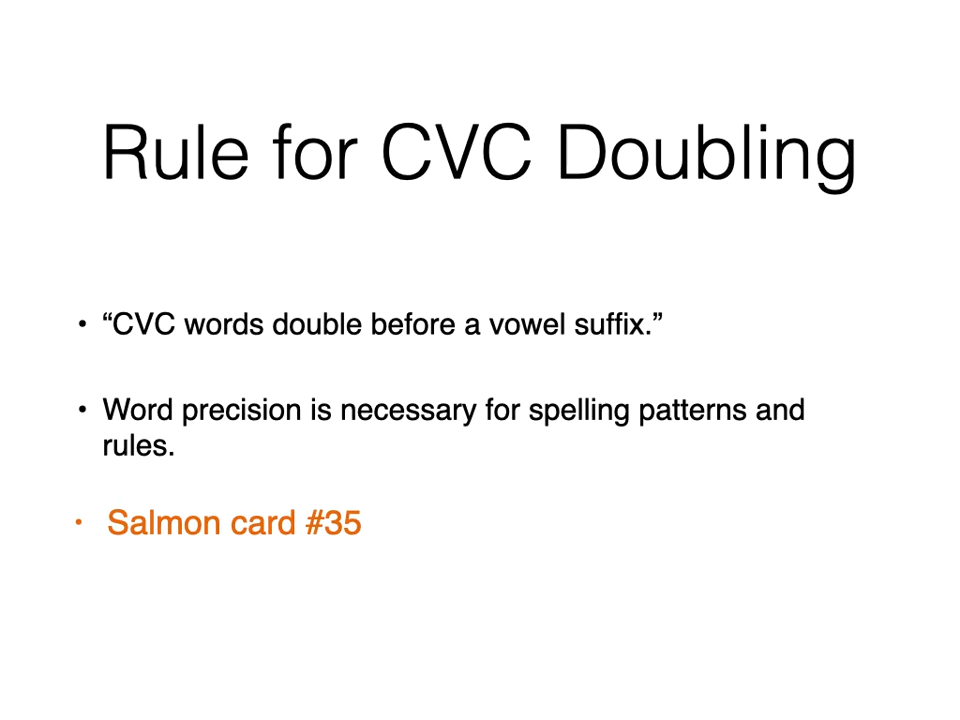 Rule for CVC Doubling
• “CVC words double before a vowel suffix.”
• Word precision is necessary for spelling patterns and
rules.
• Salmon card #35